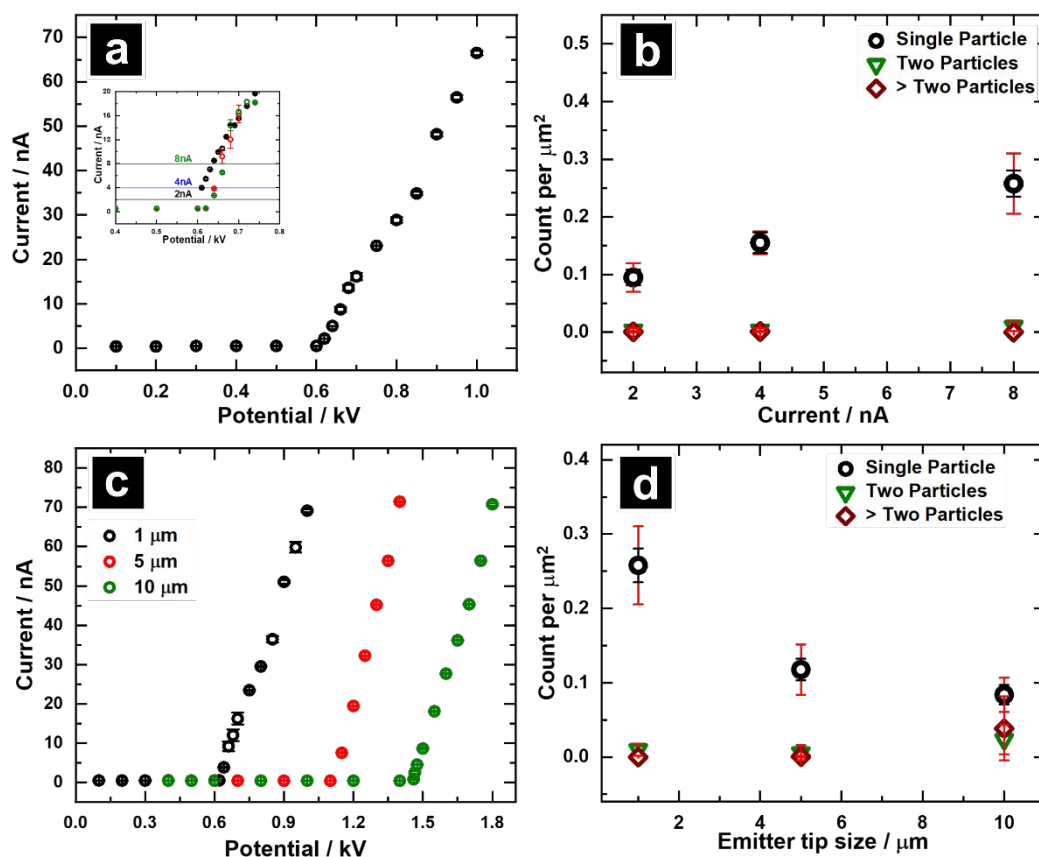 a
70
60
50
40
30
20
10
0
Current / nA
0.0 0.2 0.4 0.6 0.8 1.0
Potential / kV
20
16
12
8
4
0
Current / nA
8nA
4nA
2nA
0.4 0.5 0.6 0.7 0.8
Potential / kV
b
Single Particle
Two Particles
> Two Particles
0.5
0.4
0.3
0.2
0.1
0.0
Count per μm²
2 3 4 5 6 7 8
Current / nA
c
1 μm
5 μm
10 μm
80
70
60
50
40
30
20
10
0
Current / nA
0.0 0.3 0.6 0.9 1.2 1.5 1.8
Potential / kV
d
Single Particle
Two Particles
> Two Particles
0.4
0.3
0.2
0.1
0.0
Count per μm²
2 4 6 8 10
Emitter tip size / μm